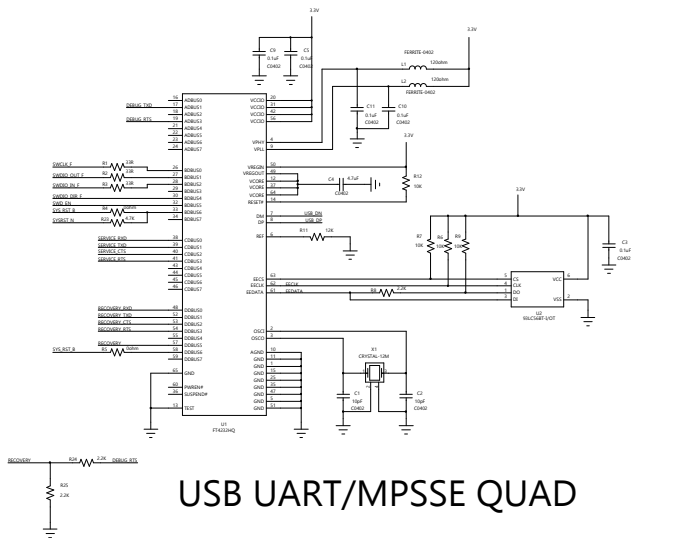 3.3V
3.3V
C9
0.1uF
C0402
C5
0.1uF
C0402
FERRITE-0402
L1
120ohm
L2
120ohm
FERRITE-0402
C11
0.1uF
C0402
C10
0.1uF
C0402
3.3V
DEBUG_TXD
DEBUG_RTS
16 ADBUS0
17 ADBUS1
18 ADBUS2
19 ADBUS3
21 ADBUS4
22 ADBUS5
23 ADBUS6
24 ADBUS7
VCCIO 20
VCCIO 31
VCCIO 42
VCCIO 56
VPHY 4
VPLL 9
SWCLK_F R1 33R
SWDIO_OUT_F R2 33R
SWDIO_IN_F R3 33R
SWDIO_DIR_F
SWD_EN
SYS_RST_B R4 0ohm
SYSRST_N R23 4.7K
26 BDBUS0
27 BDBUS1
28 BDBUS2
29 BDBUS3
30 BDBUS4
32 BDBUS5
33 BDBUS6
34 BDBUS7
VREGIN 50
VREGOUT
VCORE 12
VCORE 37
VCORE 64
RESET# 14
C4 4.7uF
C0402
R12
10K
DM 7 USB_DN
DP 8 USB_DP
REF 6
R11 12K
SERVICE_RXD
SERVICE_TXD
SERVICE_CTS
SERVICE_RTS
38 CDBUS0
39 CDBUS1
40 CDBUS2
41 CDBUS3
43 CDBUS4
44 CDBUS5
45 CDBUS6
46 CDBUS7
EECS 63
EECLK 62 EECLK
EEDATA 61 EEDATA
R8 2.2K
3.3V
R7
10K
R6
10K
R9
10K
C3
0.1uF
C0402
5 CS
4 CLK
1 DO
3 DI
VCC 6
VSS 2
U2
93LC56BT-I/OT
RECOVERY_RXD
RECOVERY_TXD
RECOVERY_CTS
RECOVERY_RTS
RECOVERY
SYS_RST_B R5 0ohm
48 DDBUS0
52 DDBUS1
53 DDBUS2
54 DDBUS3
55 DDBUS4
57 DDBUS5
58 DDBUS6
59 DDBUS7
65 GND
60 PWREN#
36 SUSPEND#
13 TEST
OSCI 2
OSCO 3
AGND 10
GND 11
GND 1
GND 15
GND 25
GND 35
GND 47
GND 5
GND 51
X1
CRYSTAL-12M
C1
10pF
C0402
C2
10pF
C0402
U1
FT4232HQ
RECOVERY R24 2.2K DEBUG_RTS
R25
2.2K
USB UART/MPSSE QUAD